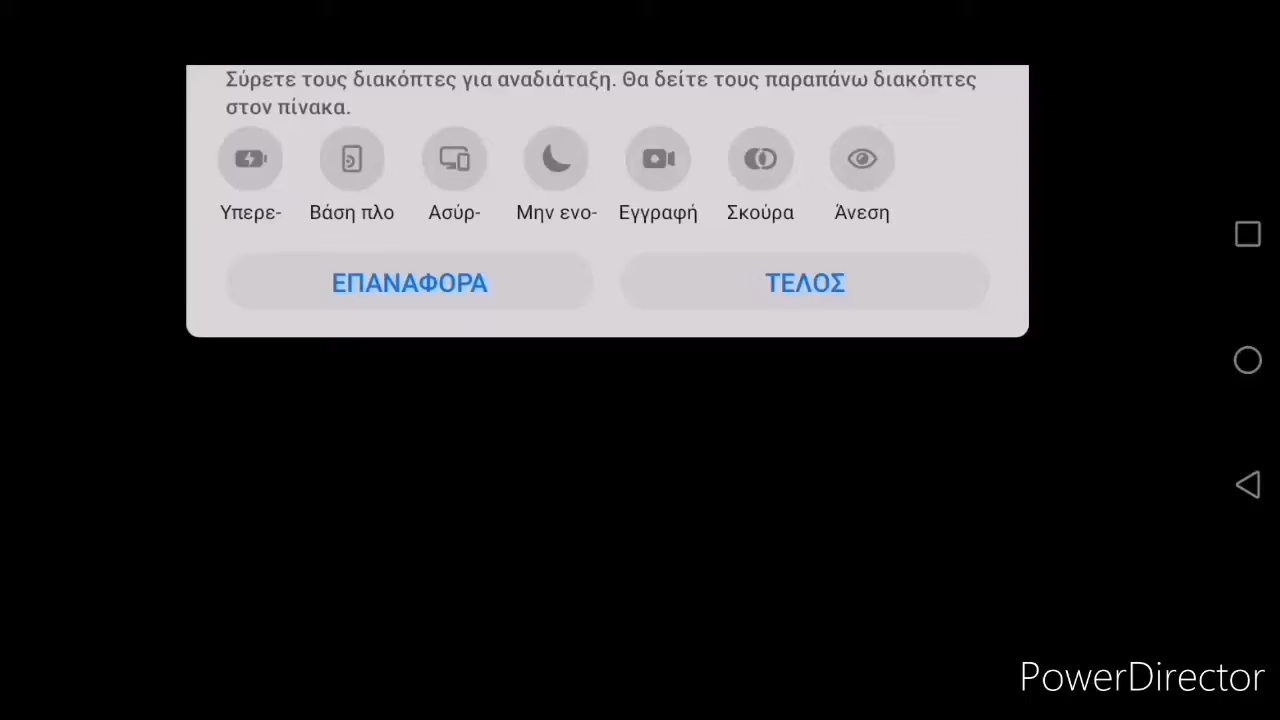 Σύρετε τους διακόπτες για αναδιάταξη. Θα δείτε τους παραπάνω διακόπτες
στον πίνακα.
Υπερε-
Βάση πλο
Ασύρ-
Μην ενο-
Εγγραφή
Σκούρα
Άνεση
ΕΠΑΝΑΦΟΡΑ
ΤΕΛΟΣ
PowerDirector